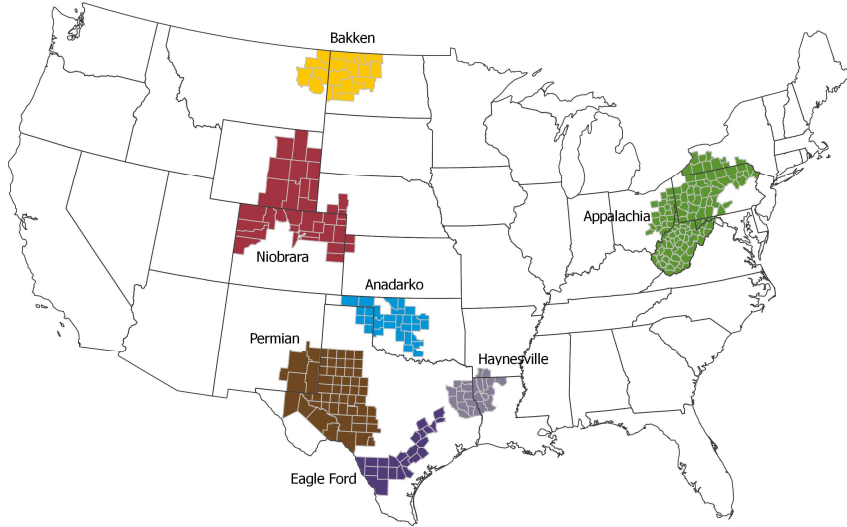 Bakken
Appalachia
Niobrara
Anadarko
Permian
Haynesville
Eagle Ford